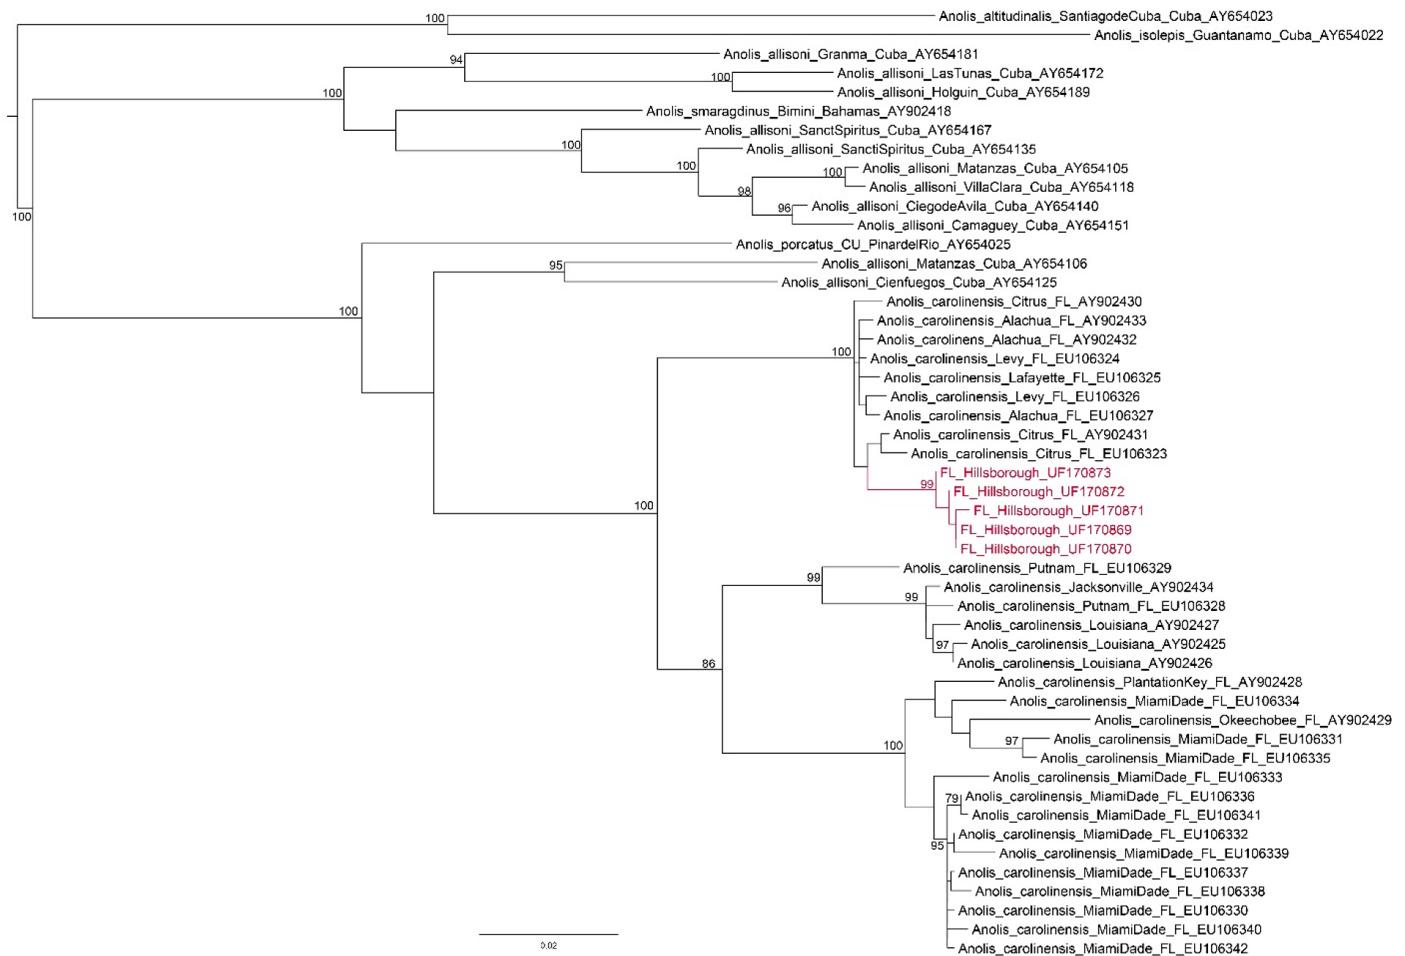 100
Anolis_altitudinalis_SantiagodeCuba_Cuba_AY654023
Anolis_isolepis_Guantanamo_Cuba_AY654022
94
Anolis_allisoni_Granma_Cuba_AY654181
100
Anolis_allisoni_LasTunas_Cuba_AY654172
100
Anolis_allisoni_Holguin_Cuba_AY654189
Anolis_smaragdinus_Bimini_Bahamas_AY902418
Anolis_allisoni_SanctSpiritus_Cuba_AY654167
100
Anolis_allisoni_SanctiSpiritus_Cuba_AY654135
100
Anolis_allisoni_Matanzas_Cuba_AY654105
100
Anolis_allisoni_VillaClara_Cuba_AY654118
98
Anolis_allisoni_CiegodeAvila_Cuba_AY654140
96
100
Anolis_allisoni_Camaguey_Cuba_AY654151
Anolis_porcatus_CU_PinardelRio_AY654025
95
Anolis_allisoni_Matanzas_Cuba_AY654106
Anolis_allisoni_Cienfuegos_Cuba_AY654125
Anolis_carolinensis_Citrus_FL_AY902430
100
Anolis_carolinensis_Alachua_FL_AY902433
Anolis_carolinens_Alachua_FL_AY902432
100
Anolis_carolinensis_Levy_FL_EU106324
Anolis_carolinensis_Lafayette_FL_EU106325
Anolis_carolinensis_Levy_FL_EU106326
Anolis_carolinensis_Alachua_FL_EU106327
Anolis_carolinensis_Citrus_FL_AY902431
Anolis_carolinensis_Citrus_FL_EU106323
FL_Hillsborough_UF170873
99
FL_Hillsborough_UF170872
100
FL_Hillsborough_UF170871
FL_Hillsborough_UF170869
FL_Hillsborough_UF170870
Anolis_carolinensis_Putnam_FL_EU106329
99
Anolis_carolinensis_Jacksonville_AY902434
99
Anolis_carolinensis_Putnam_FL_EU106328
Anolis_carolinensis_Louisiana_AY902427
97
Anolis_carolinensis_Louisiana_AY902425
86
Anolis_carolinensis_Louisiana_AY902426
Anolis_carolinensis_PlantationKey_FL_AY902428
Anolis_carolinensis_MiamiDade_FL_EU106334
Anolis_carolinensis_Okeechobee_FL_AY902429
100
97
Anolis_carolinensis_MiamiDade_FL_EU106331
Anolis_carolinensis_MiamiDade_FL_EU106335
Anolis_carolinensis_MiamiDade_FL_EU106333
79
Anolis_carolinensis_MiamiDade_FL_EU106336
Anolis_carolinensis_MiamiDade_FL_EU106341
Anolis_carolinensis_MiamiDade_FL_EU106332
95
Anolis_carolinensis_MiamiDade_FL_EU106339
Anolis_carolinensis_MiamiDade_FL_EU106337
Anolis_carolinensis_MiamiDade_FL_EU106338
Anolis_carolinensis_MiamiDade_FL_EU106330
Anolis_carolinensis_MiamiDade_FL_EU106340
Anolis_carolinensis_MiamiDade_FL_EU106342
0.02